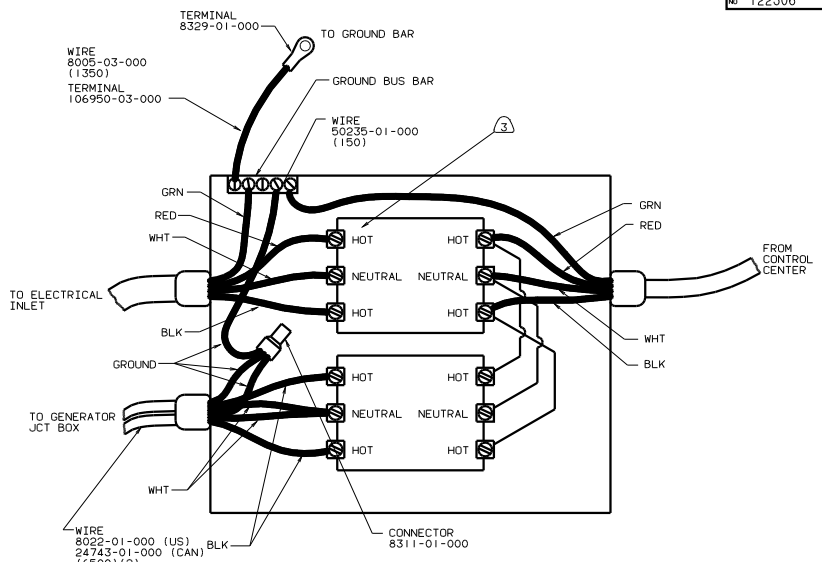 NO 122506
TERMINAL
8329-01-000
TO GROUND BAR
WIRE
8005-03-000
(1350)
TERMINAL
106950-03-000
GROUND BUS BAR
WIRE
50235-01-000
(150)
3
GRN
RED
WHT
GRN
RED
HOT
HOT
NEUTRAL
NEUTRAL
HOT
HOT
FROM
CONTROL
CENTER
TO ELECTRICAL
INLET
BLK
WHT
BLK
GROUND
HOT
HOT
NEUTRAL
NEUTRAL
HOT
HOT
TO GENERATOR
JCT BOX
WHT
WIRE
8022-01-000 (US)
24743-01-000 (CAN)
BLK
CONNECTOR
8311-01-000